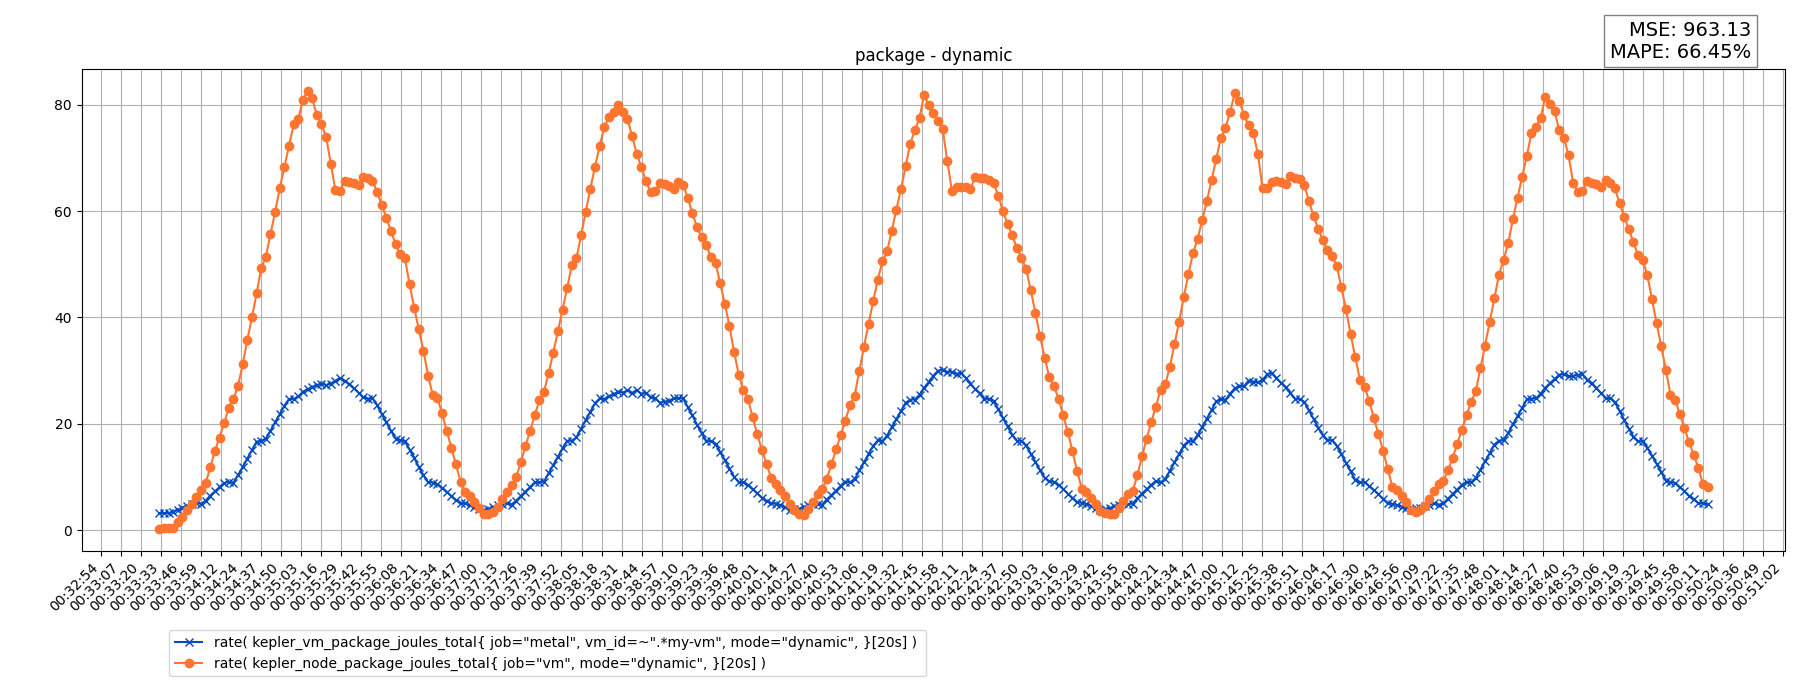 MSE: 963.13
MAPE: 66.45%
package - dynamic
80
60
40
20
0
00:32:54 00:33:07 00:33:20 00:33:33 00:33:46 00:33:59 00:34:12 00:34:24 00:34:37 00:34:50 00:35:03 00:35:16 00:35:29 00:35:42 00:35:55 00:36:08 00:36:21 00:36:34 00:36:47 00:37:00 00:37:13 00:37:26 00:37:39 00:37:52 00:38:05 00:38:18 00:38:31 00:38:44 00:38:57 00:39:10 00:39:23 00:39:36 00:39:48 00:40:01 00:40:14 00:40:27 00:40:40 00:40:53 00:41:06 00:41:19 00:41:32 00:41:45 00:41:58 00:42:11 00:42:24 00:42:37 00:42:50 00:43:03 00:43:16 00:43:29 00:43:42 00:43:55 00:44:08 00:44:21 00:44:34 00:44:47 00:45:00 00:45:12 00:45:25 00:45:38 00:45:51 00:46:04 00:46:17 00:46:30 00:46:43 00:46:56 00:47:09 00:47:22 00:47:35 00:47:48 00:48:01 00:48:14 00:48:27 00:48:40 00:48:53 00:49:06 00:49:19 00:49:32 00:49:45 00:49:58 00:50:11 00:50:24 00:50:36 00:50:49 00:51:02
rate( kepler_vm_package_joules_total{ job="metal", vm_id=~".*my-vm", mode="dynamic", }[20s] )
rate( kepler_node_package_joules_total{ job="vm", mode="dynamic", }[20s] )